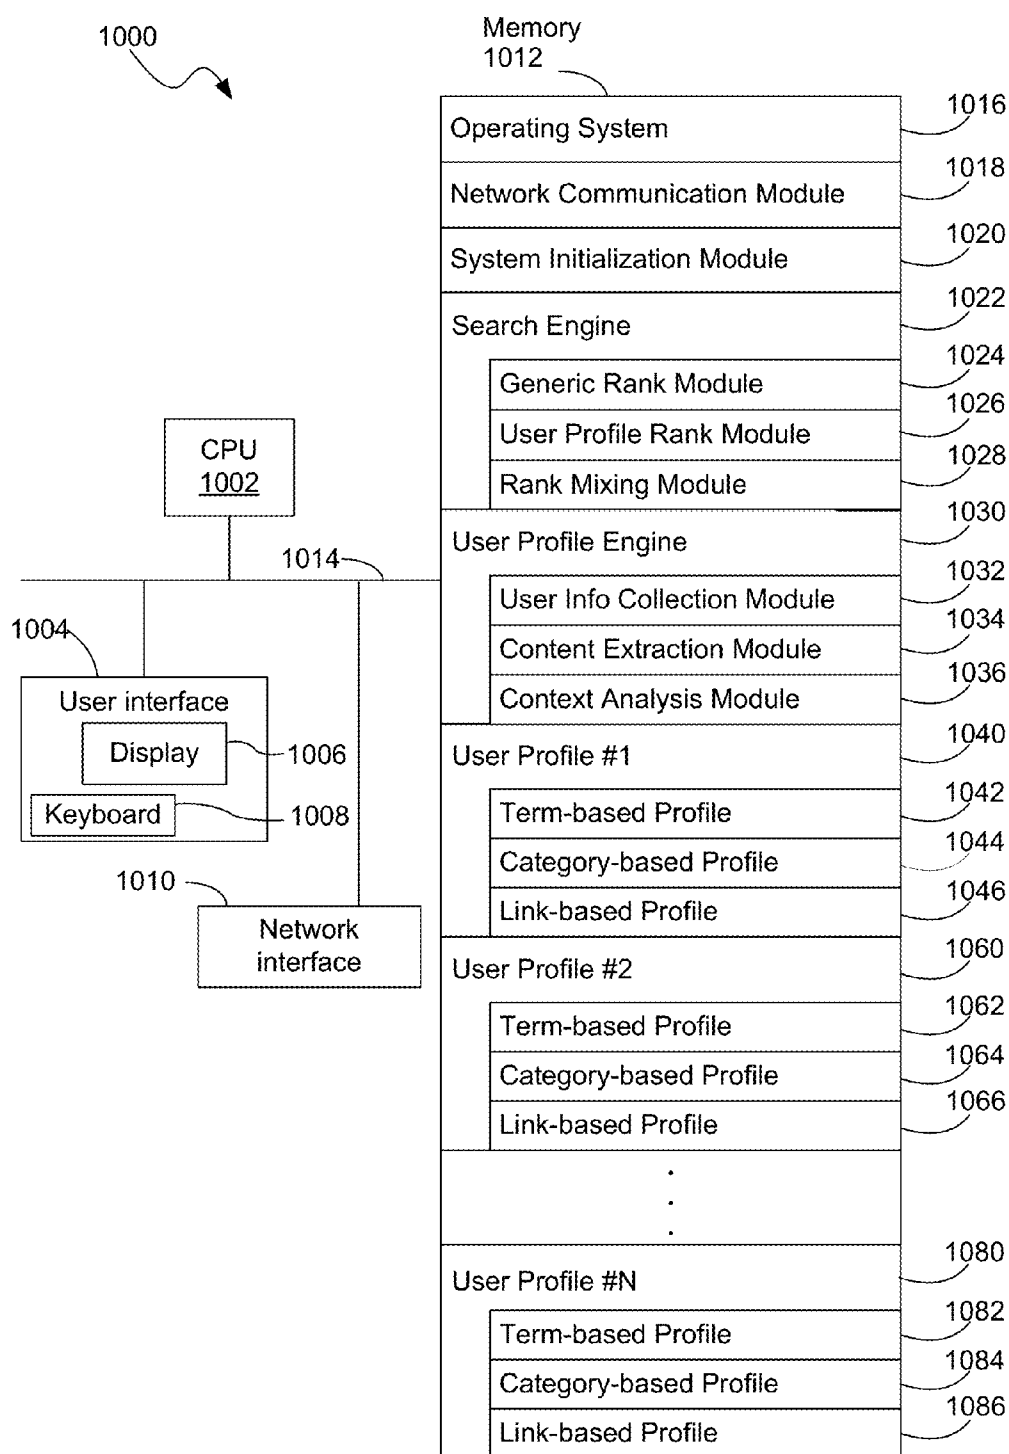 1000
Memory
1012
Operating System
1016
Network Communication Module
1018
System Initialization Module
1020
Search Engine
1022
Generic Rank Module
1024
User Profile Rank Module
1026
Rank Mixing Module
1028
CPU
1002
1014
User Profile Engine
1030
User Info Collection Module
1032
Content Extraction Module
1034
Context Analysis Module
1036
1004
User interface
Display
1006
Keyboard
1008
1010
Network
interface
User Profile #1
1040
Term-based Profile
1042
Category-based Profile
1044
Link-based Profile
1046
User Profile #2
1060
Term-based Profile
1062
Category-based Profile
1064
Link-based Profile
1066
.
.
.
User Profile #N
1080
Term-based Profile
1082
Category-based Profile
1084
Link-based Profile
1086